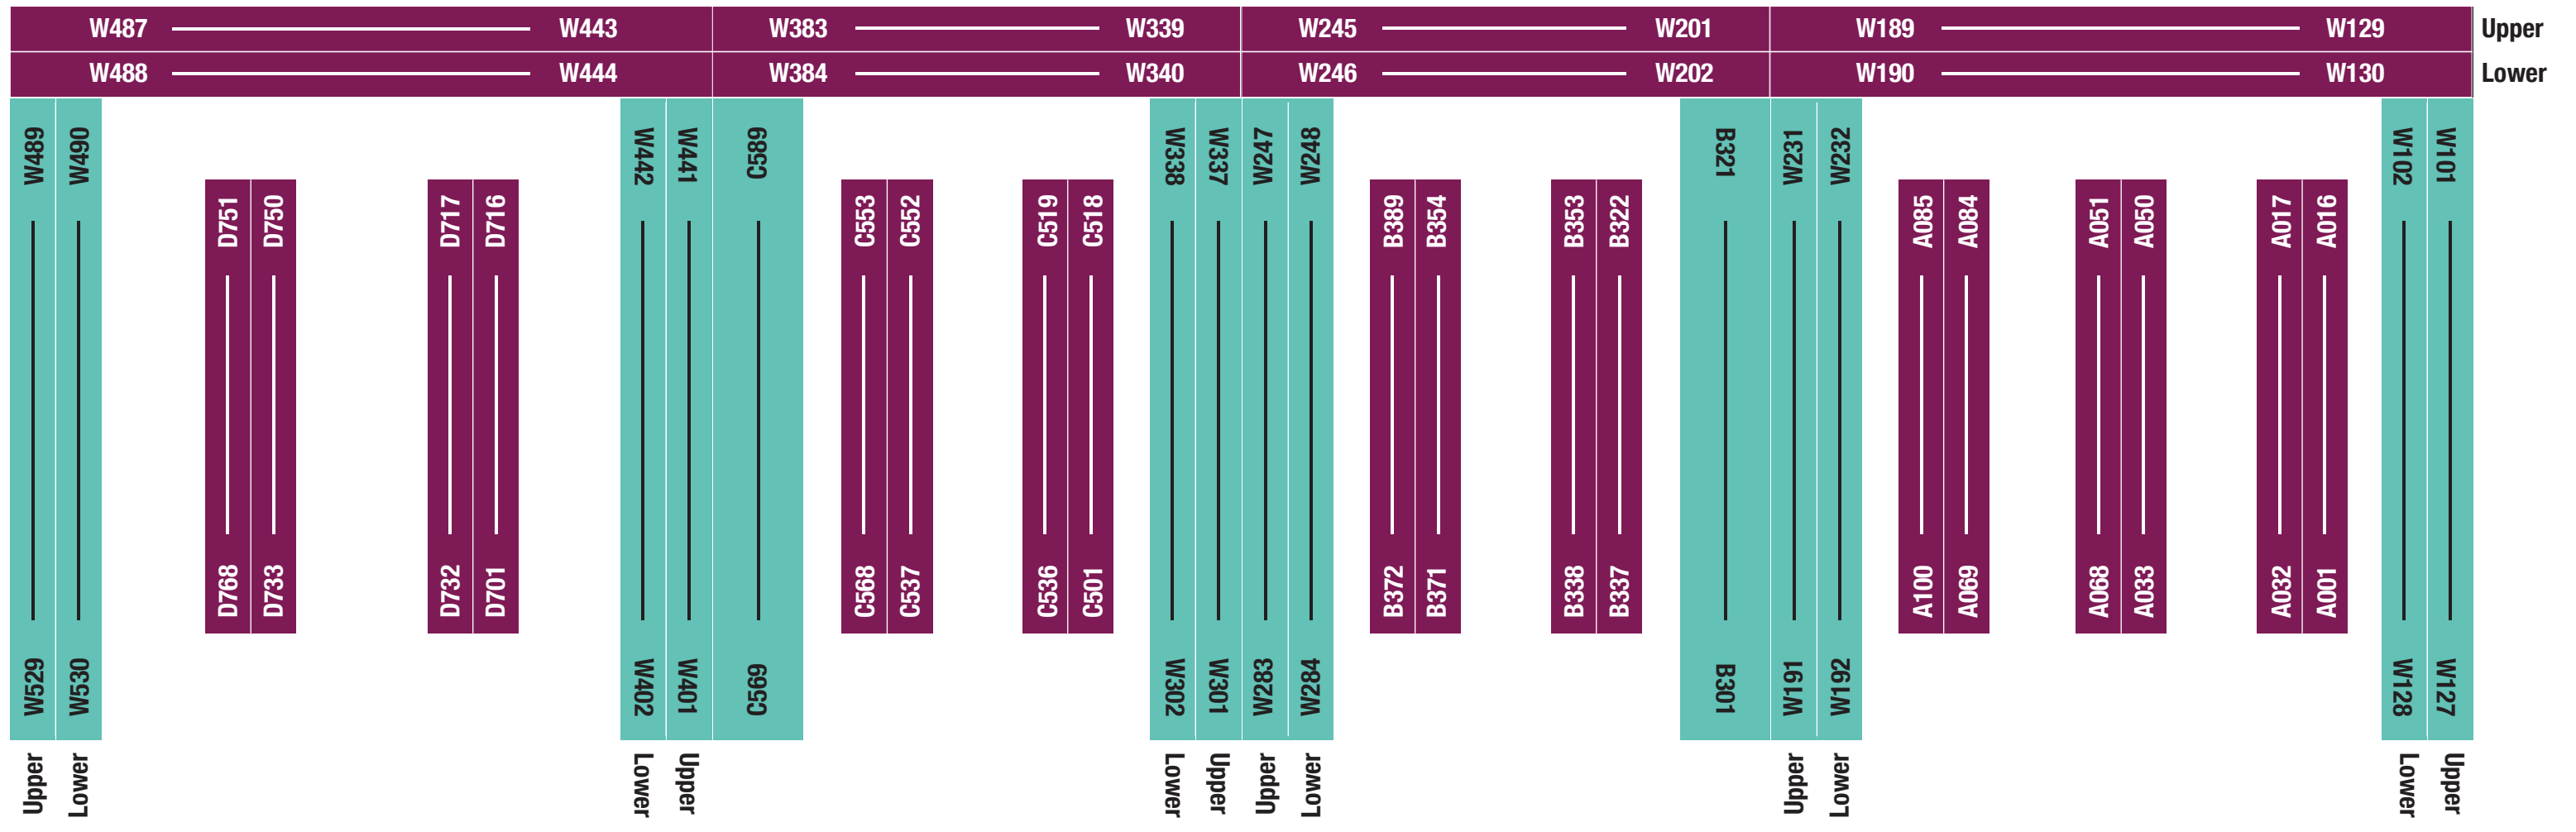 W487 W443 W383 W339 W245 W201 W189 W129 Upper
W488 W444 W384 W340 W246 W202 W190 W130 Lower
W489 W490 W442 W441 C589 W338 W337 W247 W248 B321 W231 W232 W102 W101
D751 D750 D717 D716 C553 C552 C519 C518 B389 B354 B353 B322 A085 A084 A051 A050 A017 A016
D768 D733 D732 D701 C568 C537 C536 C501 B372 B371 B338 B337 A100 A069 A068 A033 A032 A001
W529 W530 W402 W401 C569 W302 W301 W283 W284 B301 W191 W192 W128 W127
Upper Lower Lower Upper Lower Upper Upper Lower Upper Lower Lower Upper